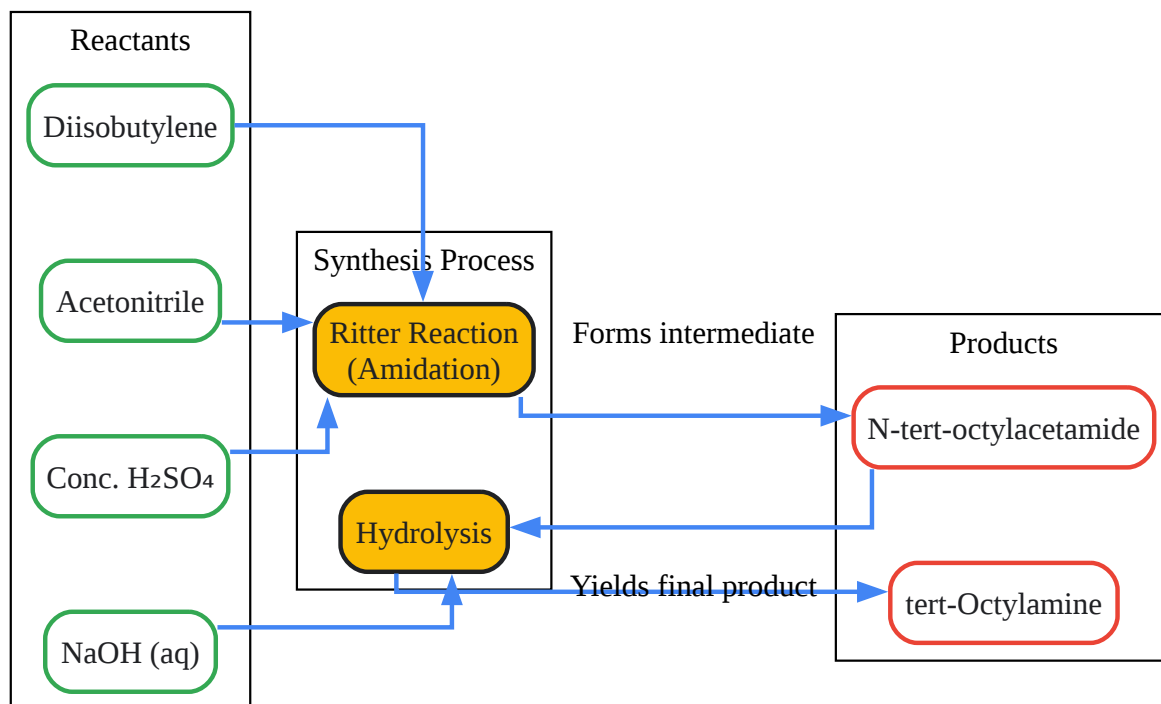 Reactants
Diisobutylene
Acetonitrile
Conc. H₂SO₄
NaOH (aq)
Synthesis Process
Ritter Reaction
(Amidation)
Hydrolysis
Forms intermediate
Yields final product
Products
N-tert-octylacetamide
tert-Octylamine